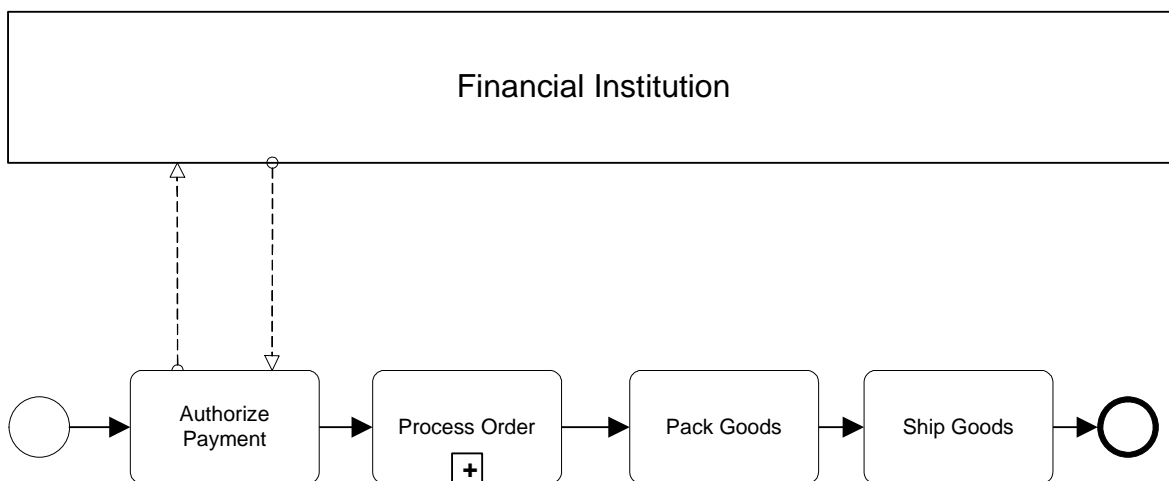 Financial Institution
Authorize
Payment
Process Order
+
Pack Goods
Ship Goods